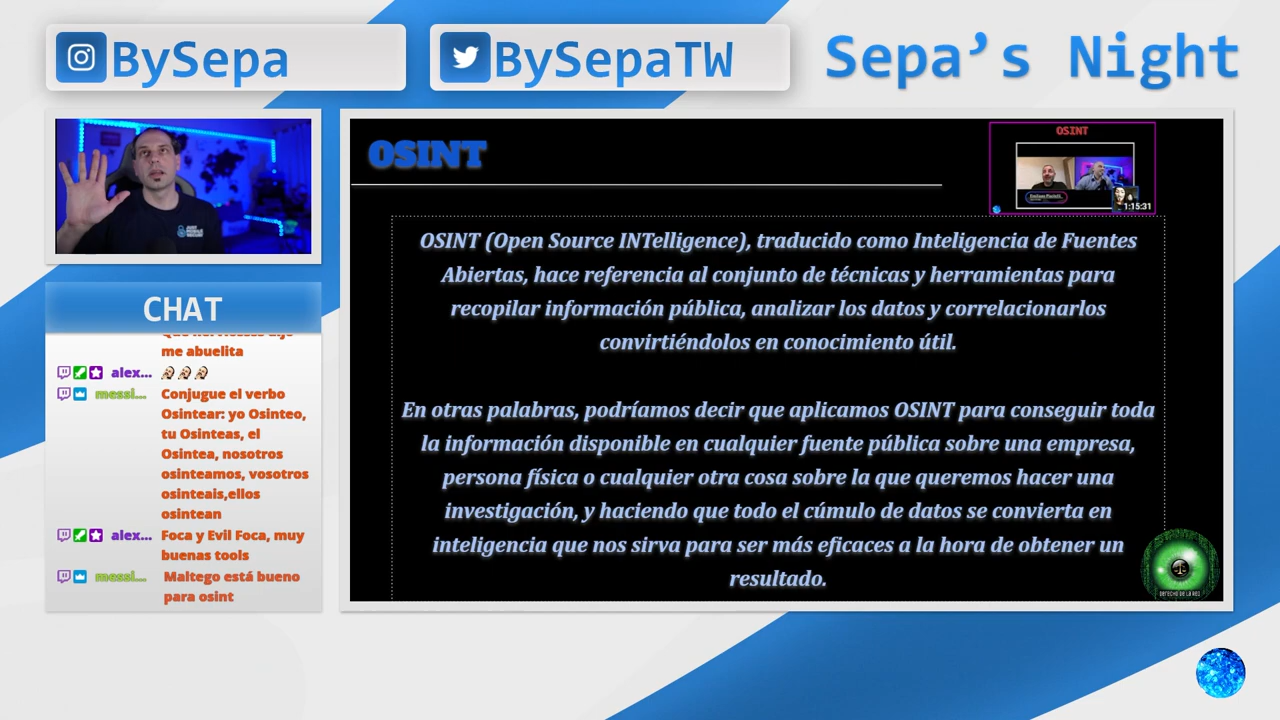 BySepa
BySepaTW
Sepa’s Night
CHAT
me abuelita
alex...
messi...
Conjugue el verbo
Osintear: yo Osinteo,
tu Osinteas, el
Osintea, nosotros
osinteamos, vosotros
osinteais,ellos
osintean
alex...
Foca y Evil Foca, muy
buenas tools
messi...
Maltego está bueno
para osint
OSINT
OSINT
1:15:31
OSINT (Open Source INTelligence), traducido como Inteligencia de Fuentes
Abiertas, hace referencia al conjunto de técnicas y herramientas para
recopilar información pública, analizar los datos y correlacionarlos
convirtiéndolos en conocimiento útil.
En otras palabras, podríamos decir que aplicamos OSINT para conseguir toda
la información disponible en cualquier fuente pública sobre una empresa,
persona física o cualquier otra cosa sobre la que queremos hacer una
investigación, y haciendo que todo el cúmulo de datos se convierta en
inteligencia que nos sirva para ser más eficaces a la hora de obtener un
resultado.
DERECHO DE LA RED